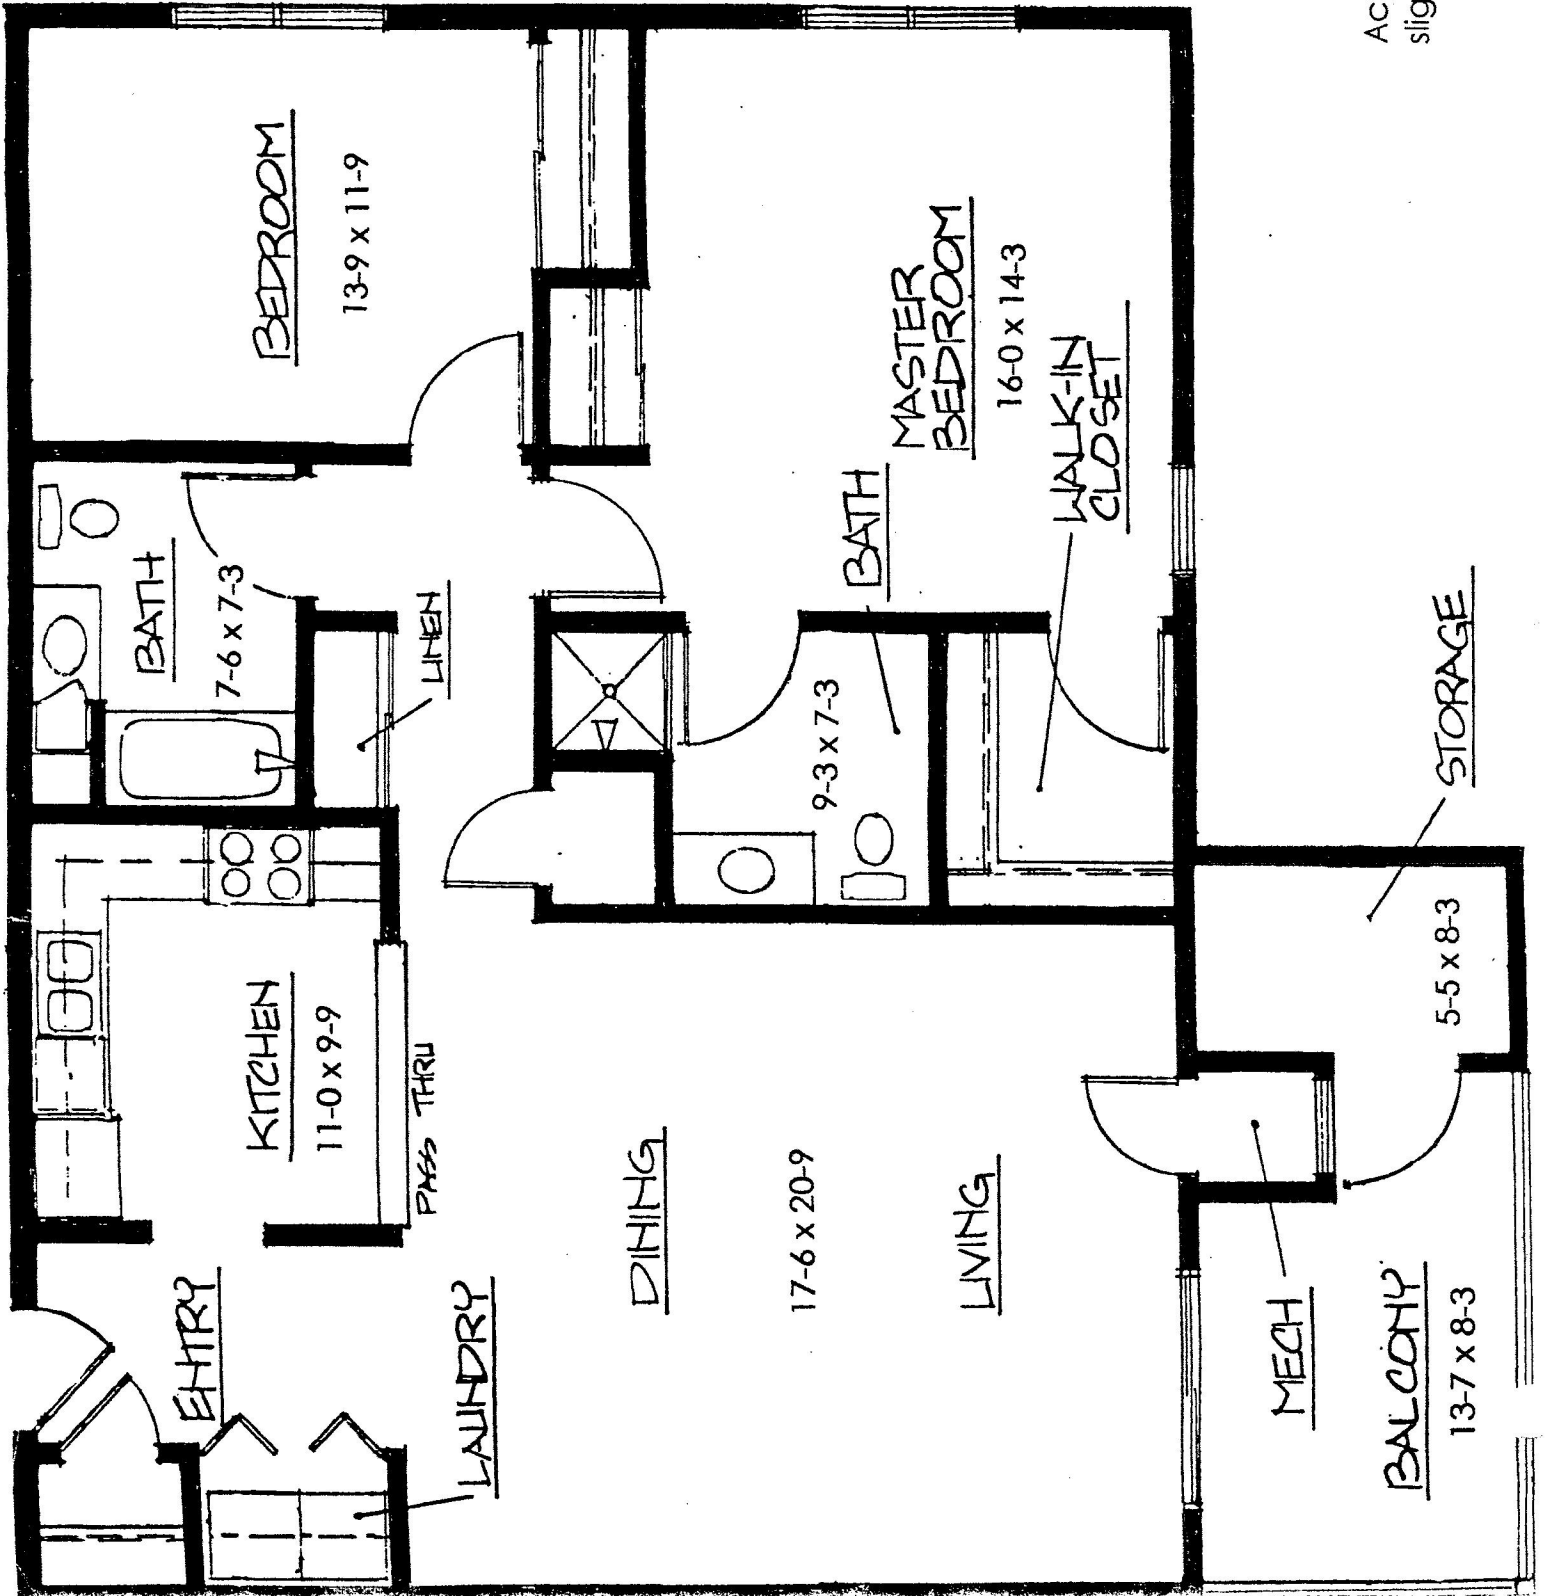 BEDROOM
13-9 x 11-9
BATH
7-6 x 7-3
LINEN
KITCHEN
11-0 x 9-9
PASS THRU
ENTRY
LAUNDRY
MASTER
BEDROOM
16-0 x 14-3
WALK-IN
CLOSET
BATH
9-3 x 7-3
DINING
17-6 x 20-9
LIVING
STORAGE
5-5 x 8-3
MECH
BALCONY
13-7 x 8-3
Ac
slig